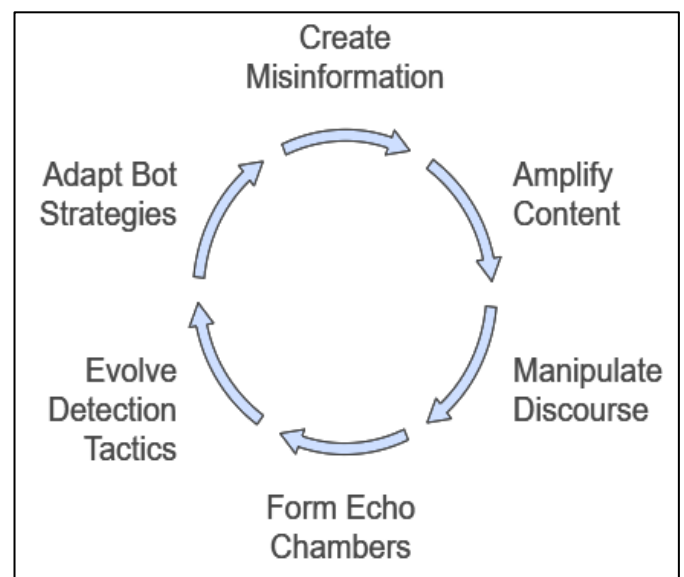 Create
Misinformation
Amplify
Content
Manipulate
Discourse
Form Echo
Chambers
Evolve
Detection
Tactics
Adapt Bot
Strategies